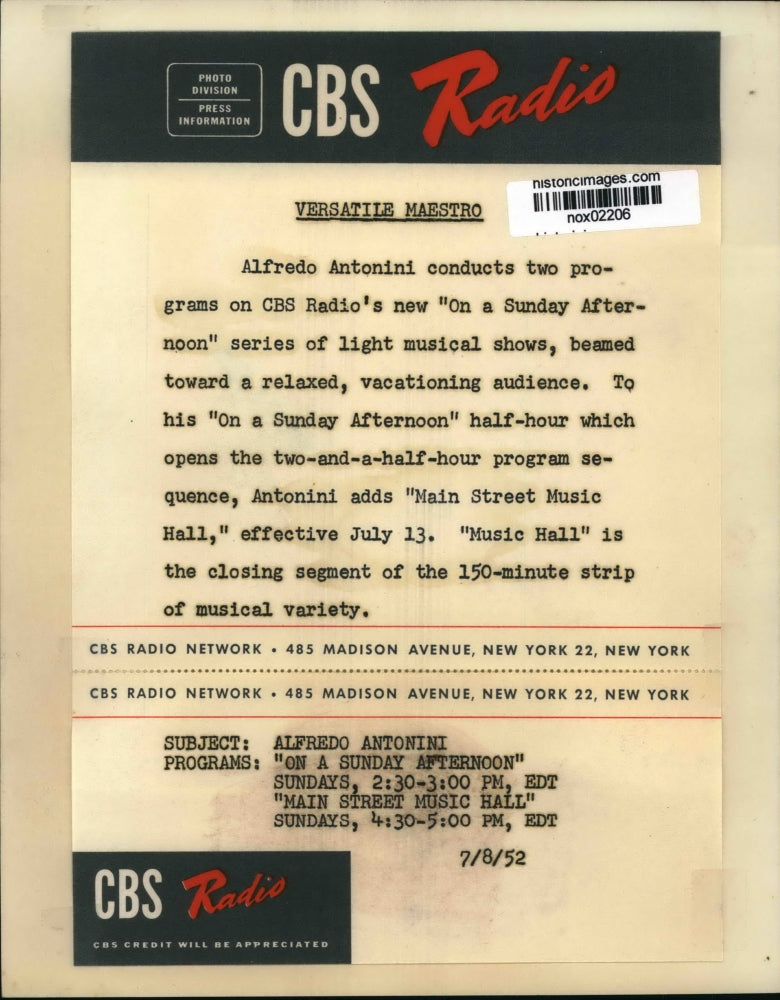 PHOTO
DIVISION
PRESS
INFORMATION
CBS Radio
historicimages.com
nox02206
VERSATILE MAESTRO
Alfredo Antonini conducts two pro-
grams on CBS Radio's new "On a Sunday After-
noon" series of light musical shows, beamed
toward a relaxed, vacationing audience. To
his "On a Sunday Afternoon" half-hour which
opens the two-and-a-half-hour program se-
quence, Antonini adds "Main Street Music
Hall," effective July 13. "Music Hall" is
the closing segment of the 150-minute strip
of musical variety.
CBS RADIO NETWORK • 485 MADISON AVENUE, NEW YORK 22, NEW YORK
CBS RADIO NETWORK • 485 MADISON AVENUE, NEW YORK 22, NEW YORK
SUBJECT: ALFREDO ANTONINI
PROGRAMS: "ON A SUNDAY AFTERNOON"
SUNDAYS, 2:30-3:00 PM, EDT
"MAIN STREET MUSIC HALL"
SUNDAYS, 4:30-5:00 PM, EDT
7/8/52
CBS Radio
CBS CREDIT WILL BE APPRECIATED